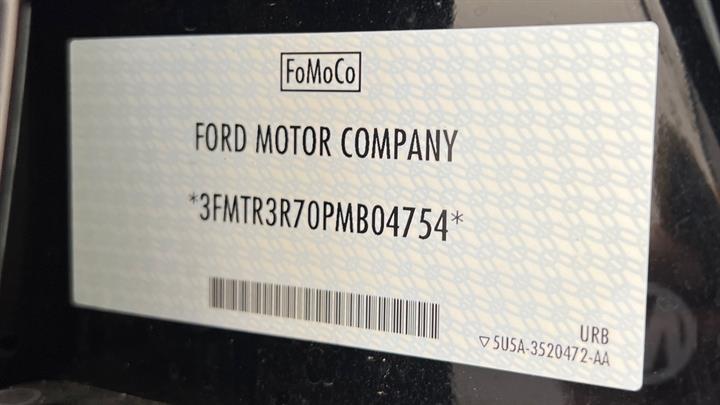 FoMoCo
FORD MOTOR COMPANY
*3FMTR3R70PMB04754*
URB
▽5U5A-3520472-AA